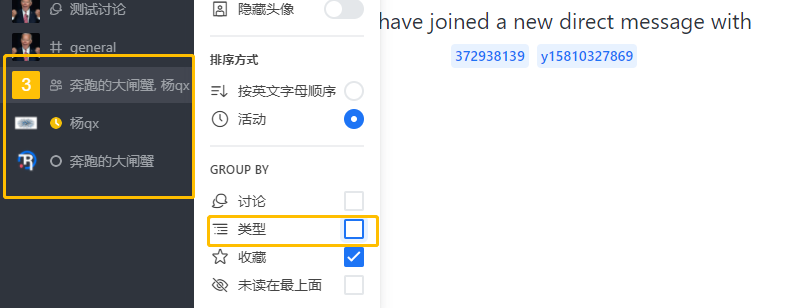 测试讨论
general
3 奔跑的大闸蟹, 杨qx
杨qx
奔跑的大闸蟹
隐藏头像
排序方式
按英文字母顺序
活动
GROUP BY
讨论
类型
收藏
未读在最上面
have joined a new direct message with
372938139 y15810327869